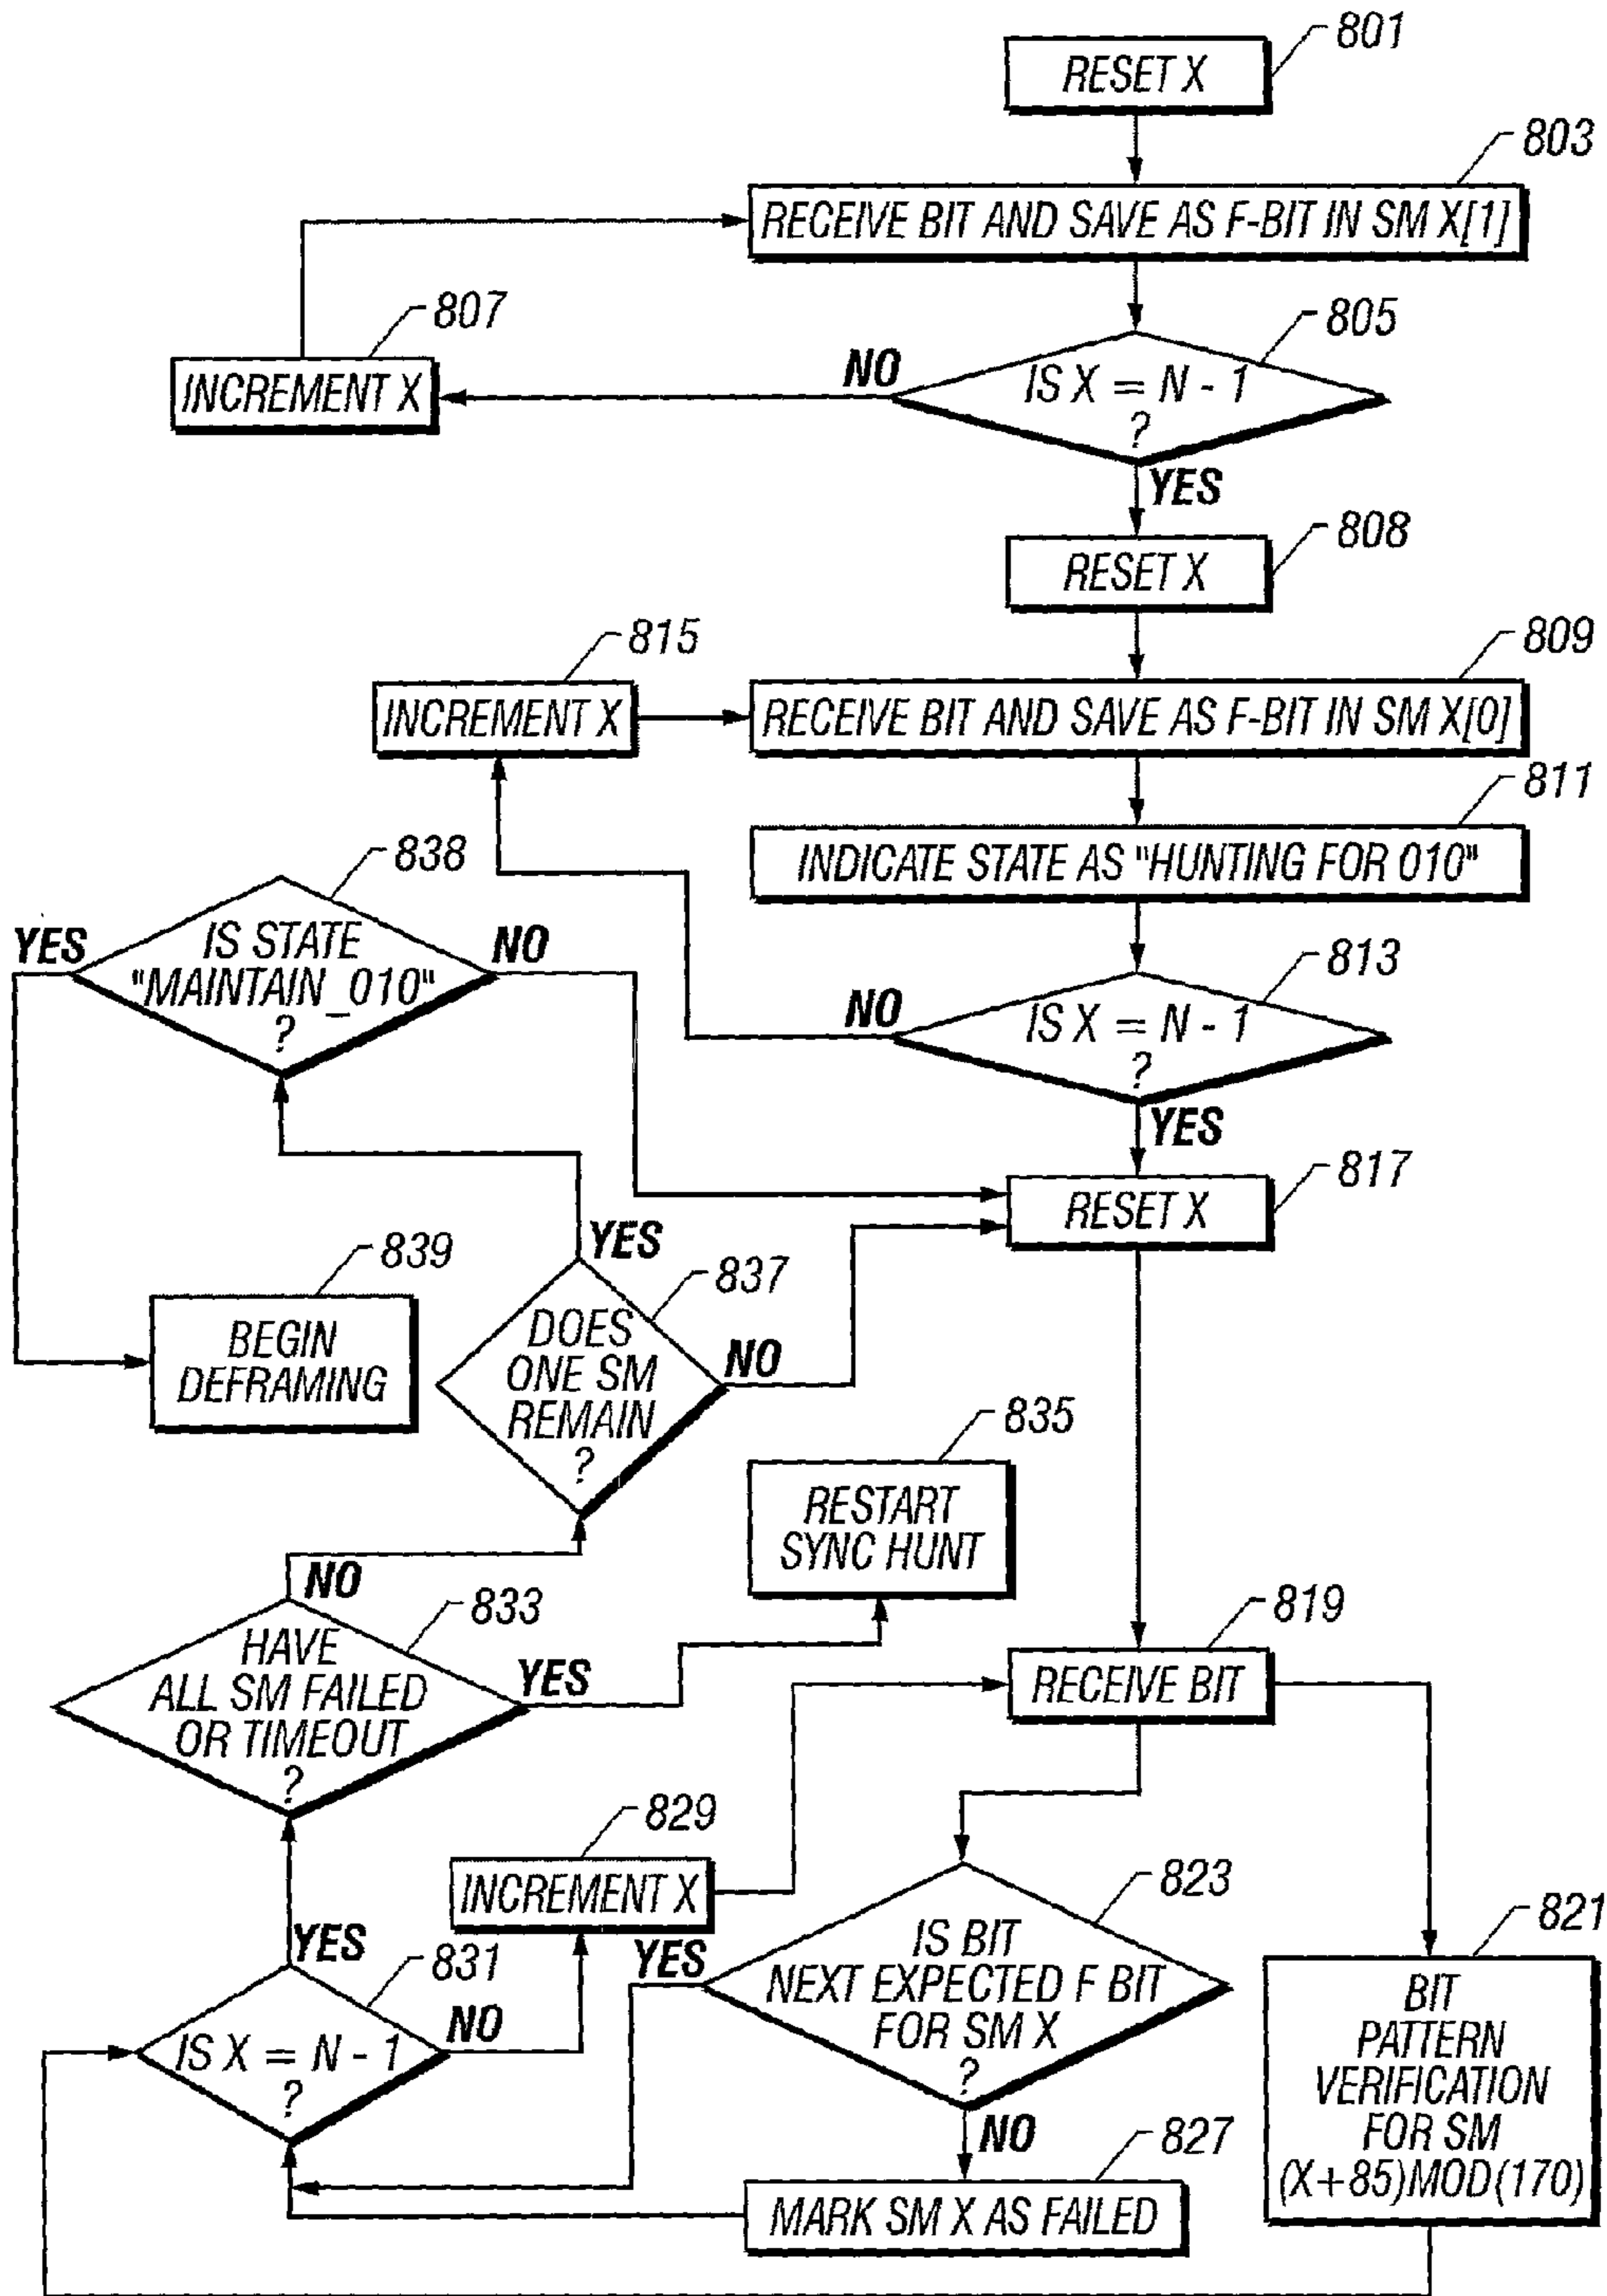 801
RESET X
803
RECEIVE BIT AND SAVE AS F-BIT IN SM X[1]
807
INCREMENT X
805
NO
IS X = N - 1
?
YES
808
RESET X
815
INCREMENT X
809
RECEIVE BIT AND SAVE AS F-BIT IN SM X[0]
811
INDICATE STATE AS "HUNTING FOR 010"
838
YES
IS STATE
"MAINTAIN_010"
?
NO
813
NO
IS X = N - 1
?
YES
817
RESET X
839
BEGIN
DEFRAMING
YES
837
DOES
ONE SM
REMAIN
?
NO
835
RESTART
SYNC HUNT
NO
833
HAVE
ALL SM FAILED
OR TIMEOUT
?
YES
819
RECEIVE BIT
829
INCREMENT X
823
YES
IS BIT
NEXT EXPECTED F BIT
FOR SM X
?
NO
821
BIT
PATTERN
VERIFICATION
FOR SM
(X+85)MOD(170)
YES
831
IS X = N - 1
?
NO
827
MARK SM X AS FAILED